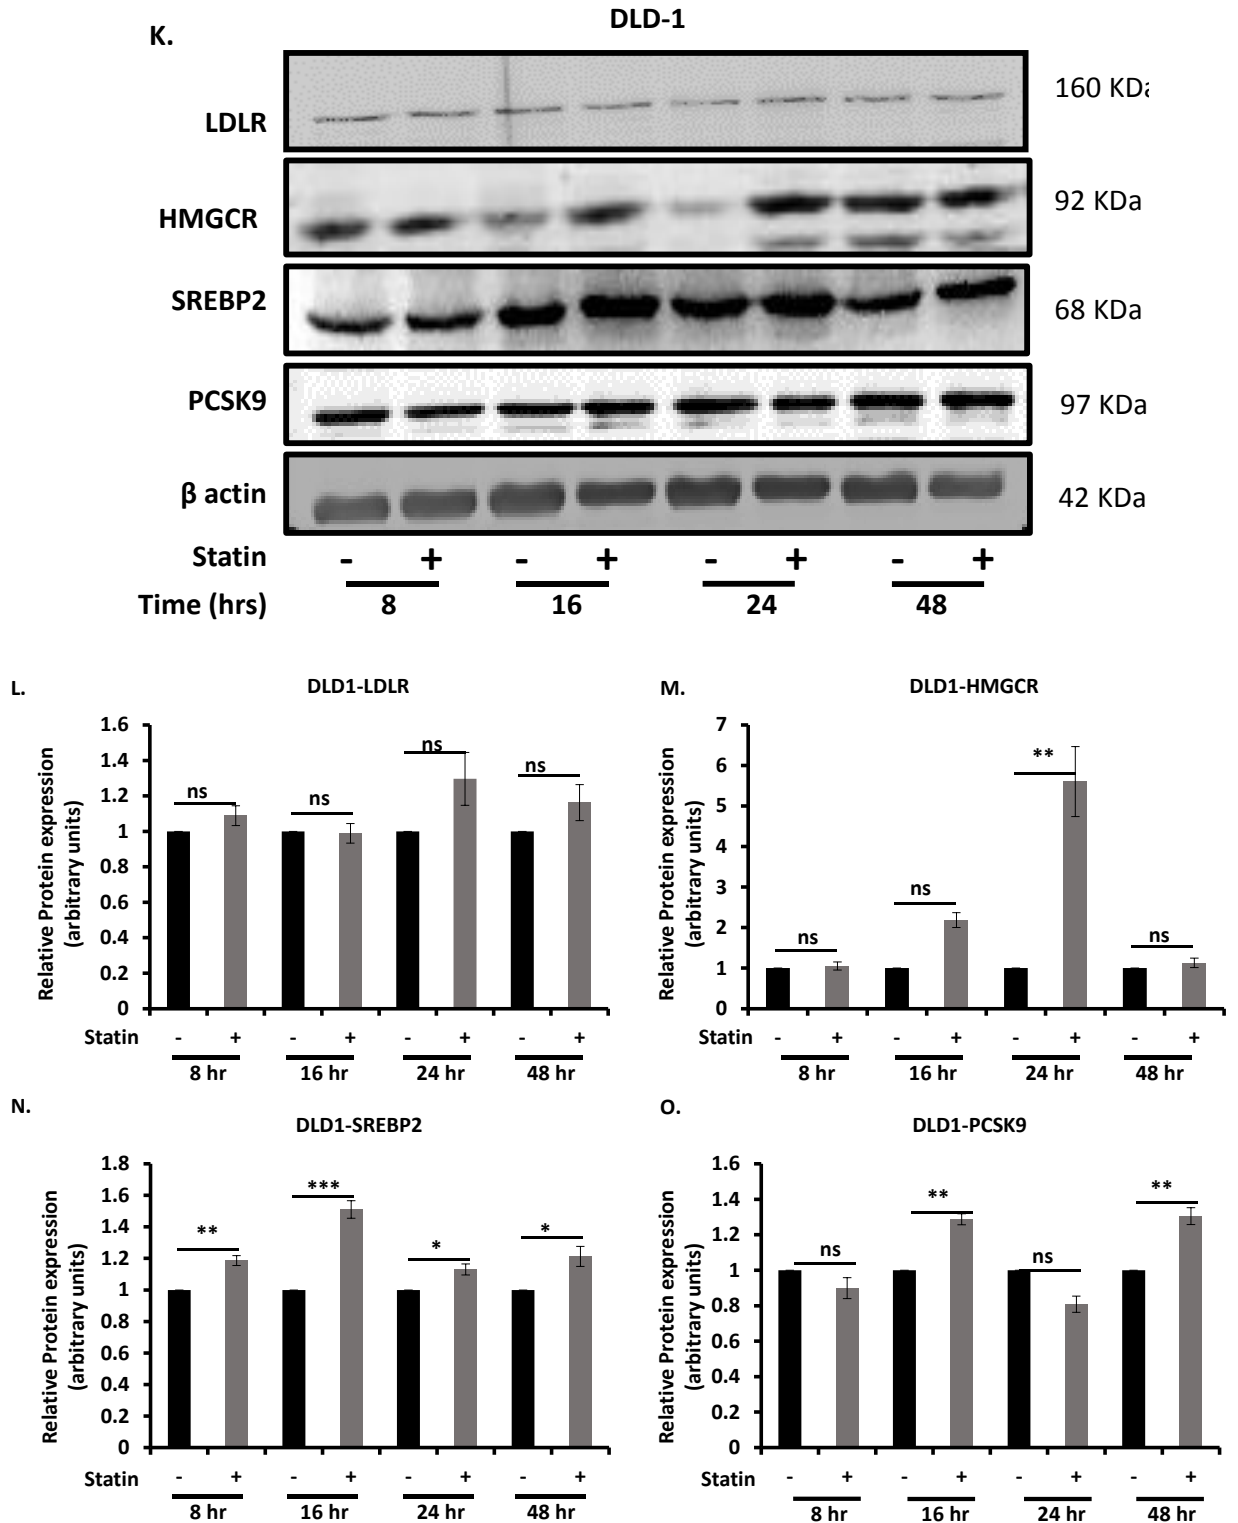 DLD-1
K.
LDLR
160 KDa
HMGCR
92 KDa
SREBP2
68 KDa
PCSK9
97 KDa
β actin
42 KDa
Statin - + - + - + - +
Time (hrs) 8 16 24 48
L.
DLD1-LDLR
Relative Protein expression
(arbitrary units)
1.6
1.4
1.2
1
0.8
0.6
0.4
0.2
0
ns ns ns ns
Statin - + - + - + - +
8 hr 16 hr 24 hr 48 hr
M.
DLD1-HMGCR
Relative Protein expression
(arbitrary units)
7
6
5
4
3
2
1
0
ns ns ** ns
Statin - + - + - + - +
8 hr 16 hr 24 hr 48 hr
N.
DLD1-SREBP2
Relative Protein expression
(arbitrary units)
1.8
1.6
1.4
1.2
1
0.8
0.6
0.4
0.2
0
** *** * *
Statin - + - + - + - +
8 hr 16 hr 24 hr 48 hr
O.
DLD1-PCSK9
Relative Protein expression
(arbitrary units)
1.6
1.4
1.2
1
0.8
0.6
0.4
0.2
0
ns ** ns **
Statin - + - + - + - +
8 hr 16 hr 24 hr 48 hr